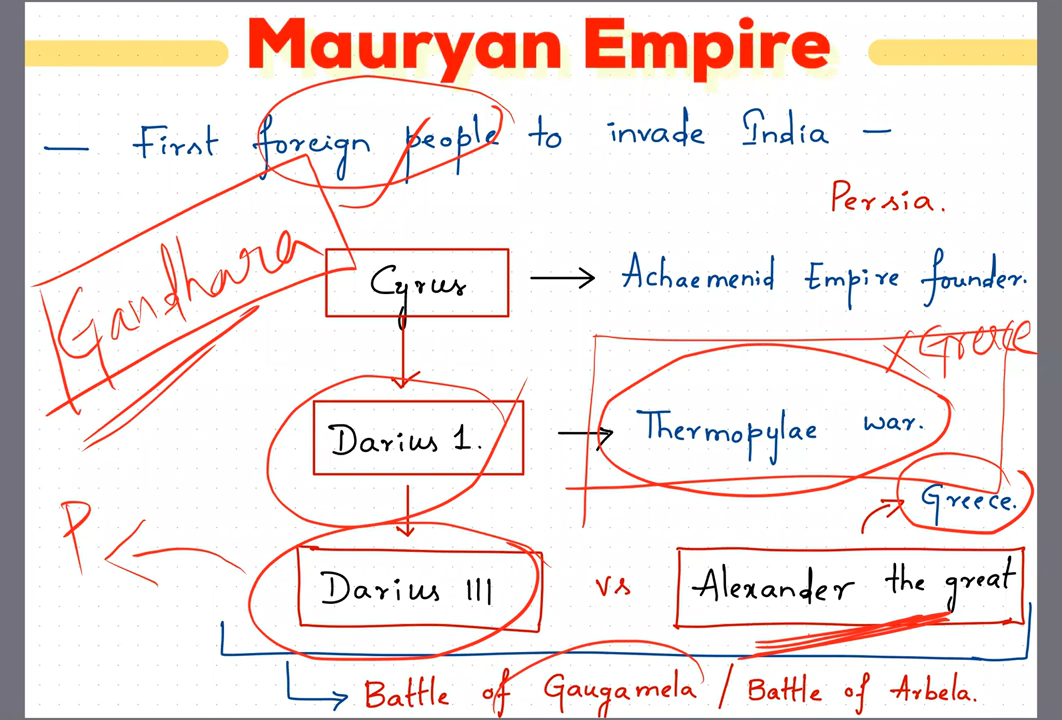 Mauryan Empire
— First foreign people to invade India —
Persia.
Gandhara
Cyrus → Achaemenid Empire founder.
Greece
Darius 1. → Thermopylae war.
Greece.
P
Darius III vs Alexander the great
Battle of Gaugamela / Battle of Arbela.